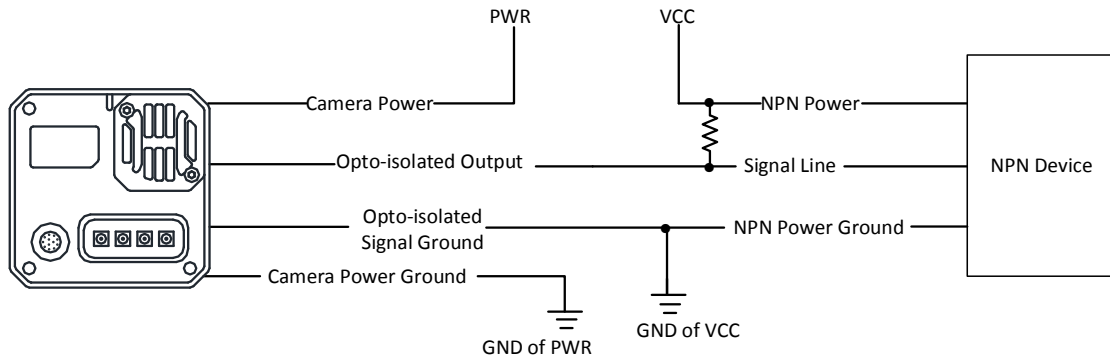 PWR
VCC
Camera Power
NPN Power
Opto-isolated Output
Signal Line
NPN Device
Opto-isolated
Signal Ground
NPN Power Ground
Camera Power Ground
GND of PWR
GND of VCC